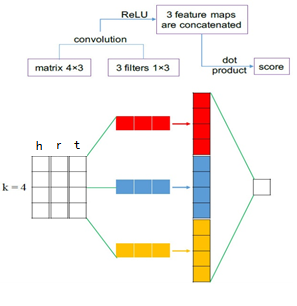 ReLU
3 feature maps
are concatenated
convolution
matrix 4×3
3 filters 1×3
dot
product
score
h r t
k = 4